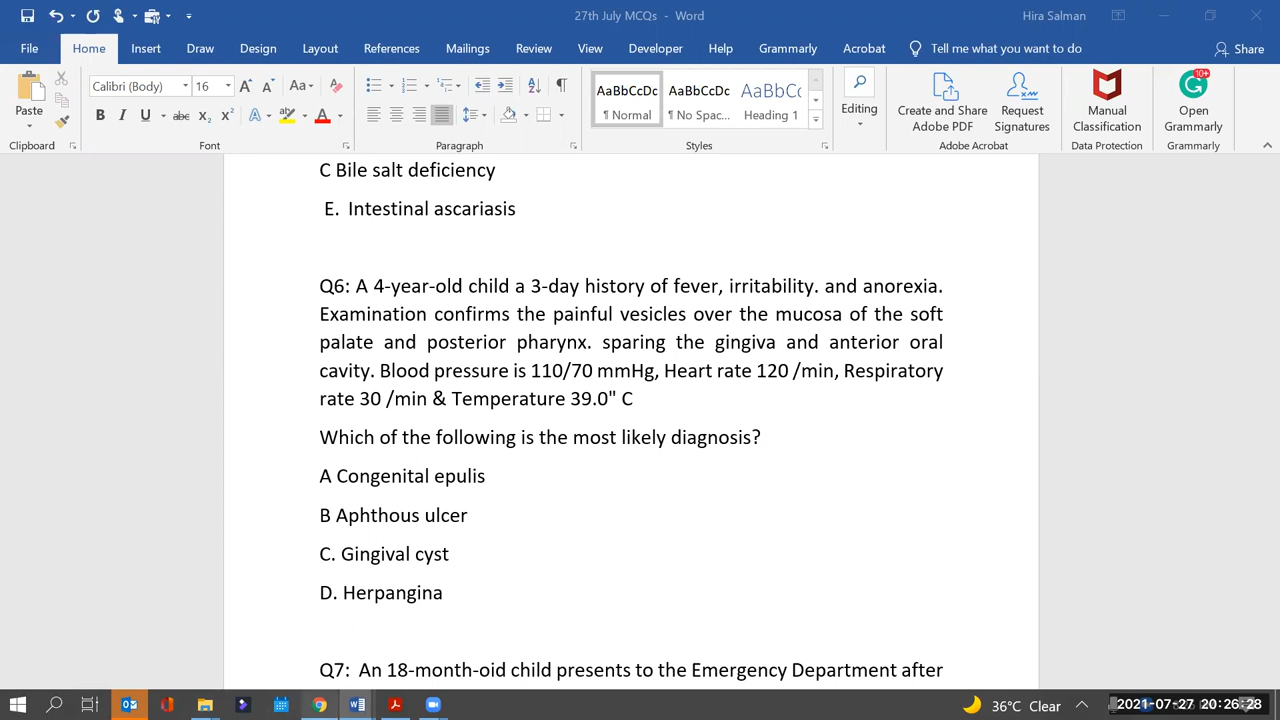 27th July MCQs - Word
Hira Salman
File Home Insert Draw Design Layout References Mailings Review View Developer Help Grammarly Acrobat Tell me what you want to do Share
Paste
Calibri (Body) 16
AaBbCcDc AaBbCcDc AaBbCc
¶ Normal ¶ No Spac... Heading 1
Editing
Create and Share Adobe PDF
Request Signatures
Manual Classification
10+
Open Grammarly
Clipboard Font Paragraph Styles Adobe Acrobat Data Protection Grammarly
C Bile salt deficiency
E. Intestinal ascariasis
Q6: A 4-year-old child a 3-day history of fever, irritability. and anorexia.
Examination confirms the painful vesicles over the mucosa of the soft
palate and posterior pharynx. sparing the gingiva and anterior oral
cavity. Blood pressure is 110/70 mmHg, Heart rate 120 /min, Respiratory
rate 30 /min & Temperature 39.0" C
Which of the following is the most likely diagnosis?
A Congenital epulis
B Aphthous ulcer
C. Gingival cyst
D. Herpangina
Q7: An 18-month-oid child presents to the Emergency Department after
36°C Clear
2021-07-27 20:26:28